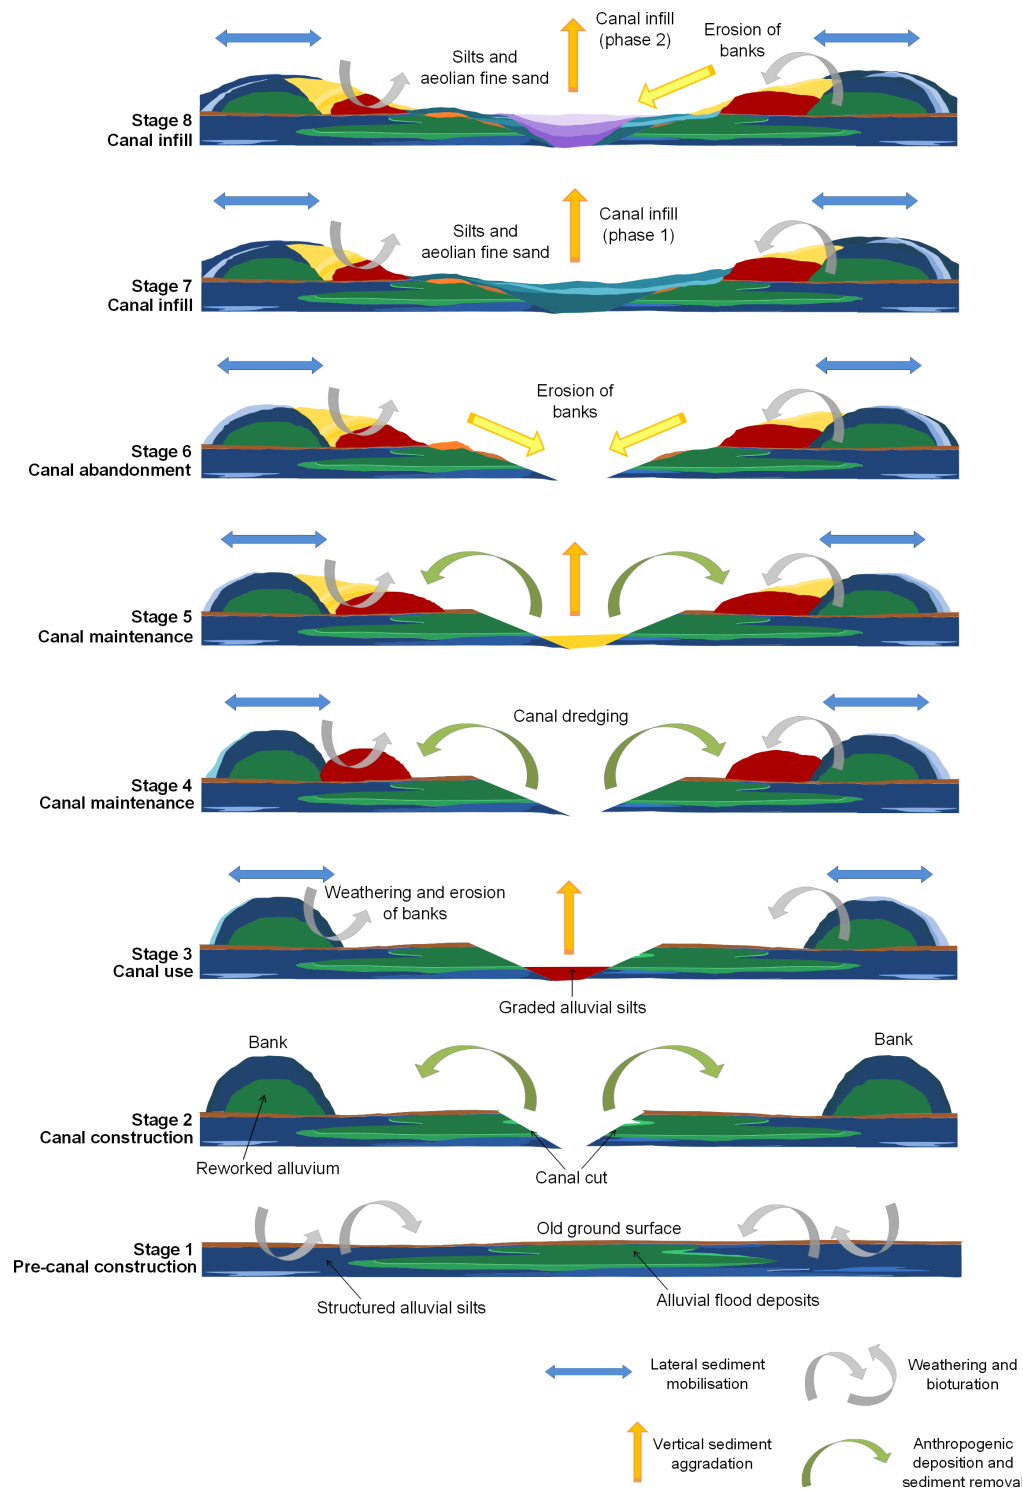 Canal infill
(phase 2)
Erosion of
banks
Silts and
aeolian fine sand
Stage 8
Canal infill
Canal infill
(phase 1)
Silts and
aeolian fine sand
Stage 7
Canal infill
Erosion of
banks
Stage 6
Canal abandonment
Stage 5
Canal maintenance
Canal dredging
Stage 4
Canal maintenance
Weathering and erosion
of banks
Stage 3
Canal use
Graded alluvial silts
Bank
Bank
Stage 2
Canal construction
Reworked alluvium
Canal cut
Old ground surface
Stage 1
Pre-canal construction
Structured alluvial silts
Alluvial flood deposits
Lateral sediment
mobilisation
Weathering and
bioturation
Vertical sediment
aggradation
Anthropogenic
deposition and
sediment removal